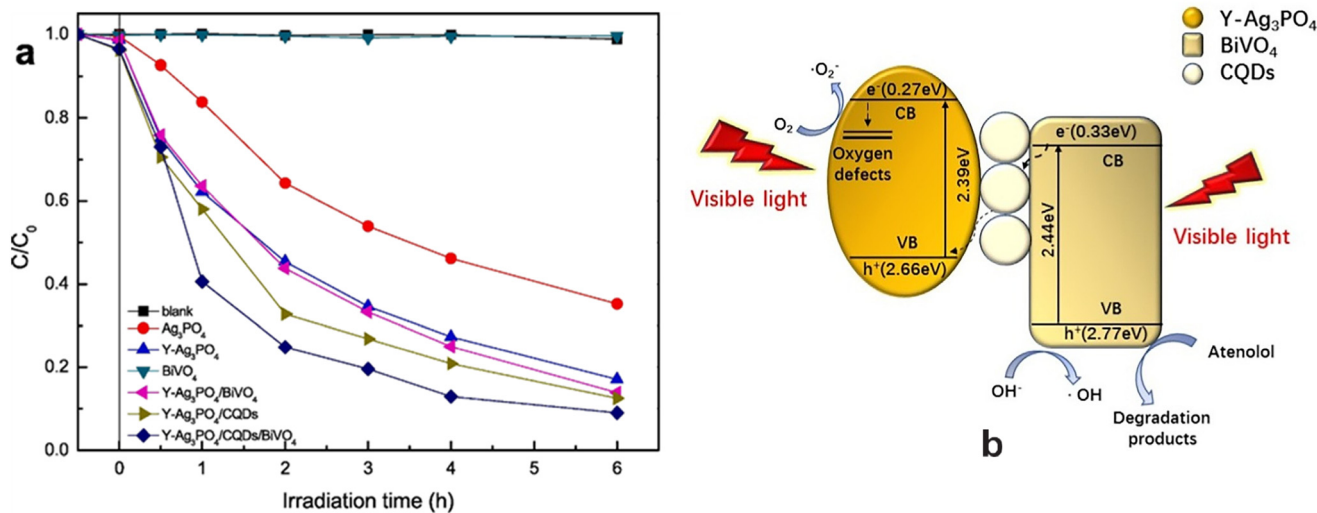 a
1.0
0.8
0.6
0.4
0.2
0.0
C/C₀
blank
Ag₃PO₄
Y-Ag₃PO₄
BiVO₄
Y-Ag₃PO₄/BiVO₄
Y-Ag₃PO₄/CQDs
Y-Ag₃PO₄/CQDs/BiVO₄
0 1 2 3 4 5 6
Irradiation time (h)
Y-Ag₃PO₄
BiVO₄
CQDs
·O₂⁻
O₂
e⁻(0.27eV)
CB
Oxygen
defects
2.39eV
VB
h⁺(2.66eV)
Visible light
e⁻(0.33eV)
CB
2.44eV
VB
h⁺(2.77eV)
Visible light
OH⁻
·OH
Atenolol
Degradation
products
b